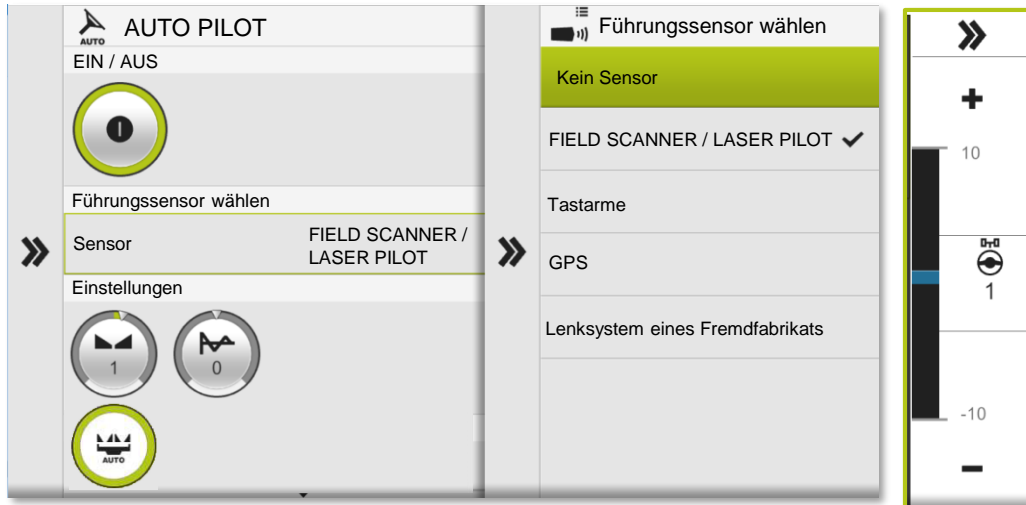 AUTO
AUTO PILOT
EIN / AUS
Führungssensor wählen
Sensor
FIELD SCANNER /
LASER PILOT
Einstellungen
1
0
AUTO
Führungssensor wählen
Kein Sensor
FIELD SCANNER / LASER PILOT
Tastarme
GPS
Lenksystem eines Fremdfabrikats
+
10
1
-10
-